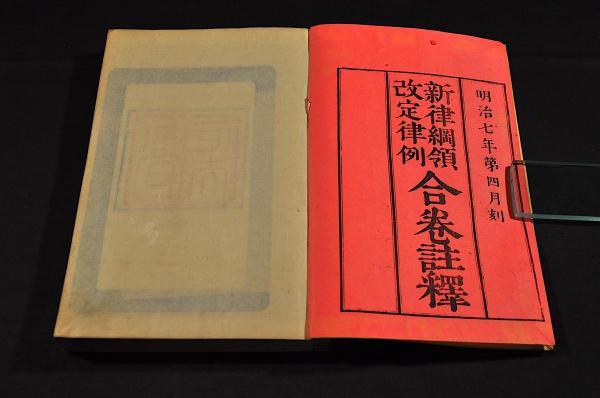 明治七年第四月刻
新律綱領
改定律例
合巻註釋